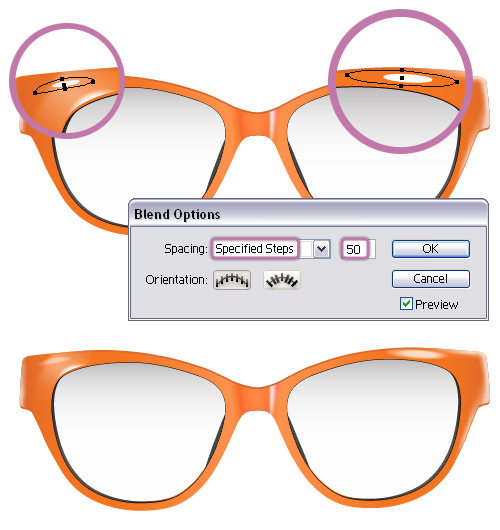 Blend Options
Spacing: Specified Steps 50 OK
Orientation: Cancel
Preview